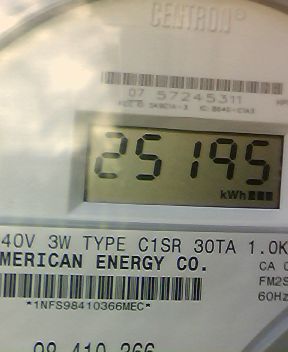 CENTRON
07 57245311
25195
kWh
40V 3W TYPE C1SR 30TA 1.0K
MERICAN ENERGY CO.
CA 0
FM2S
60Hz
*1NFS98410366MEC*
98 410 366